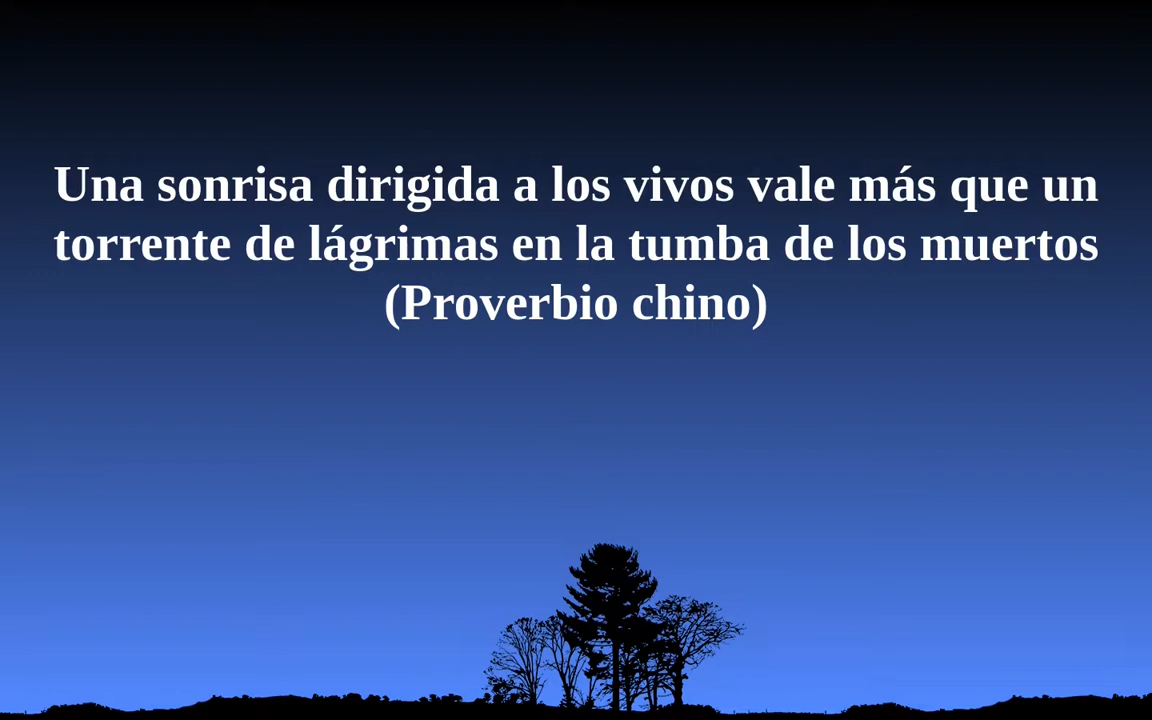 Una sonrisa dirigida a los vivos vale más que un
torrente de lágrimas en la tumba de los muertos
(Proverbio chino)